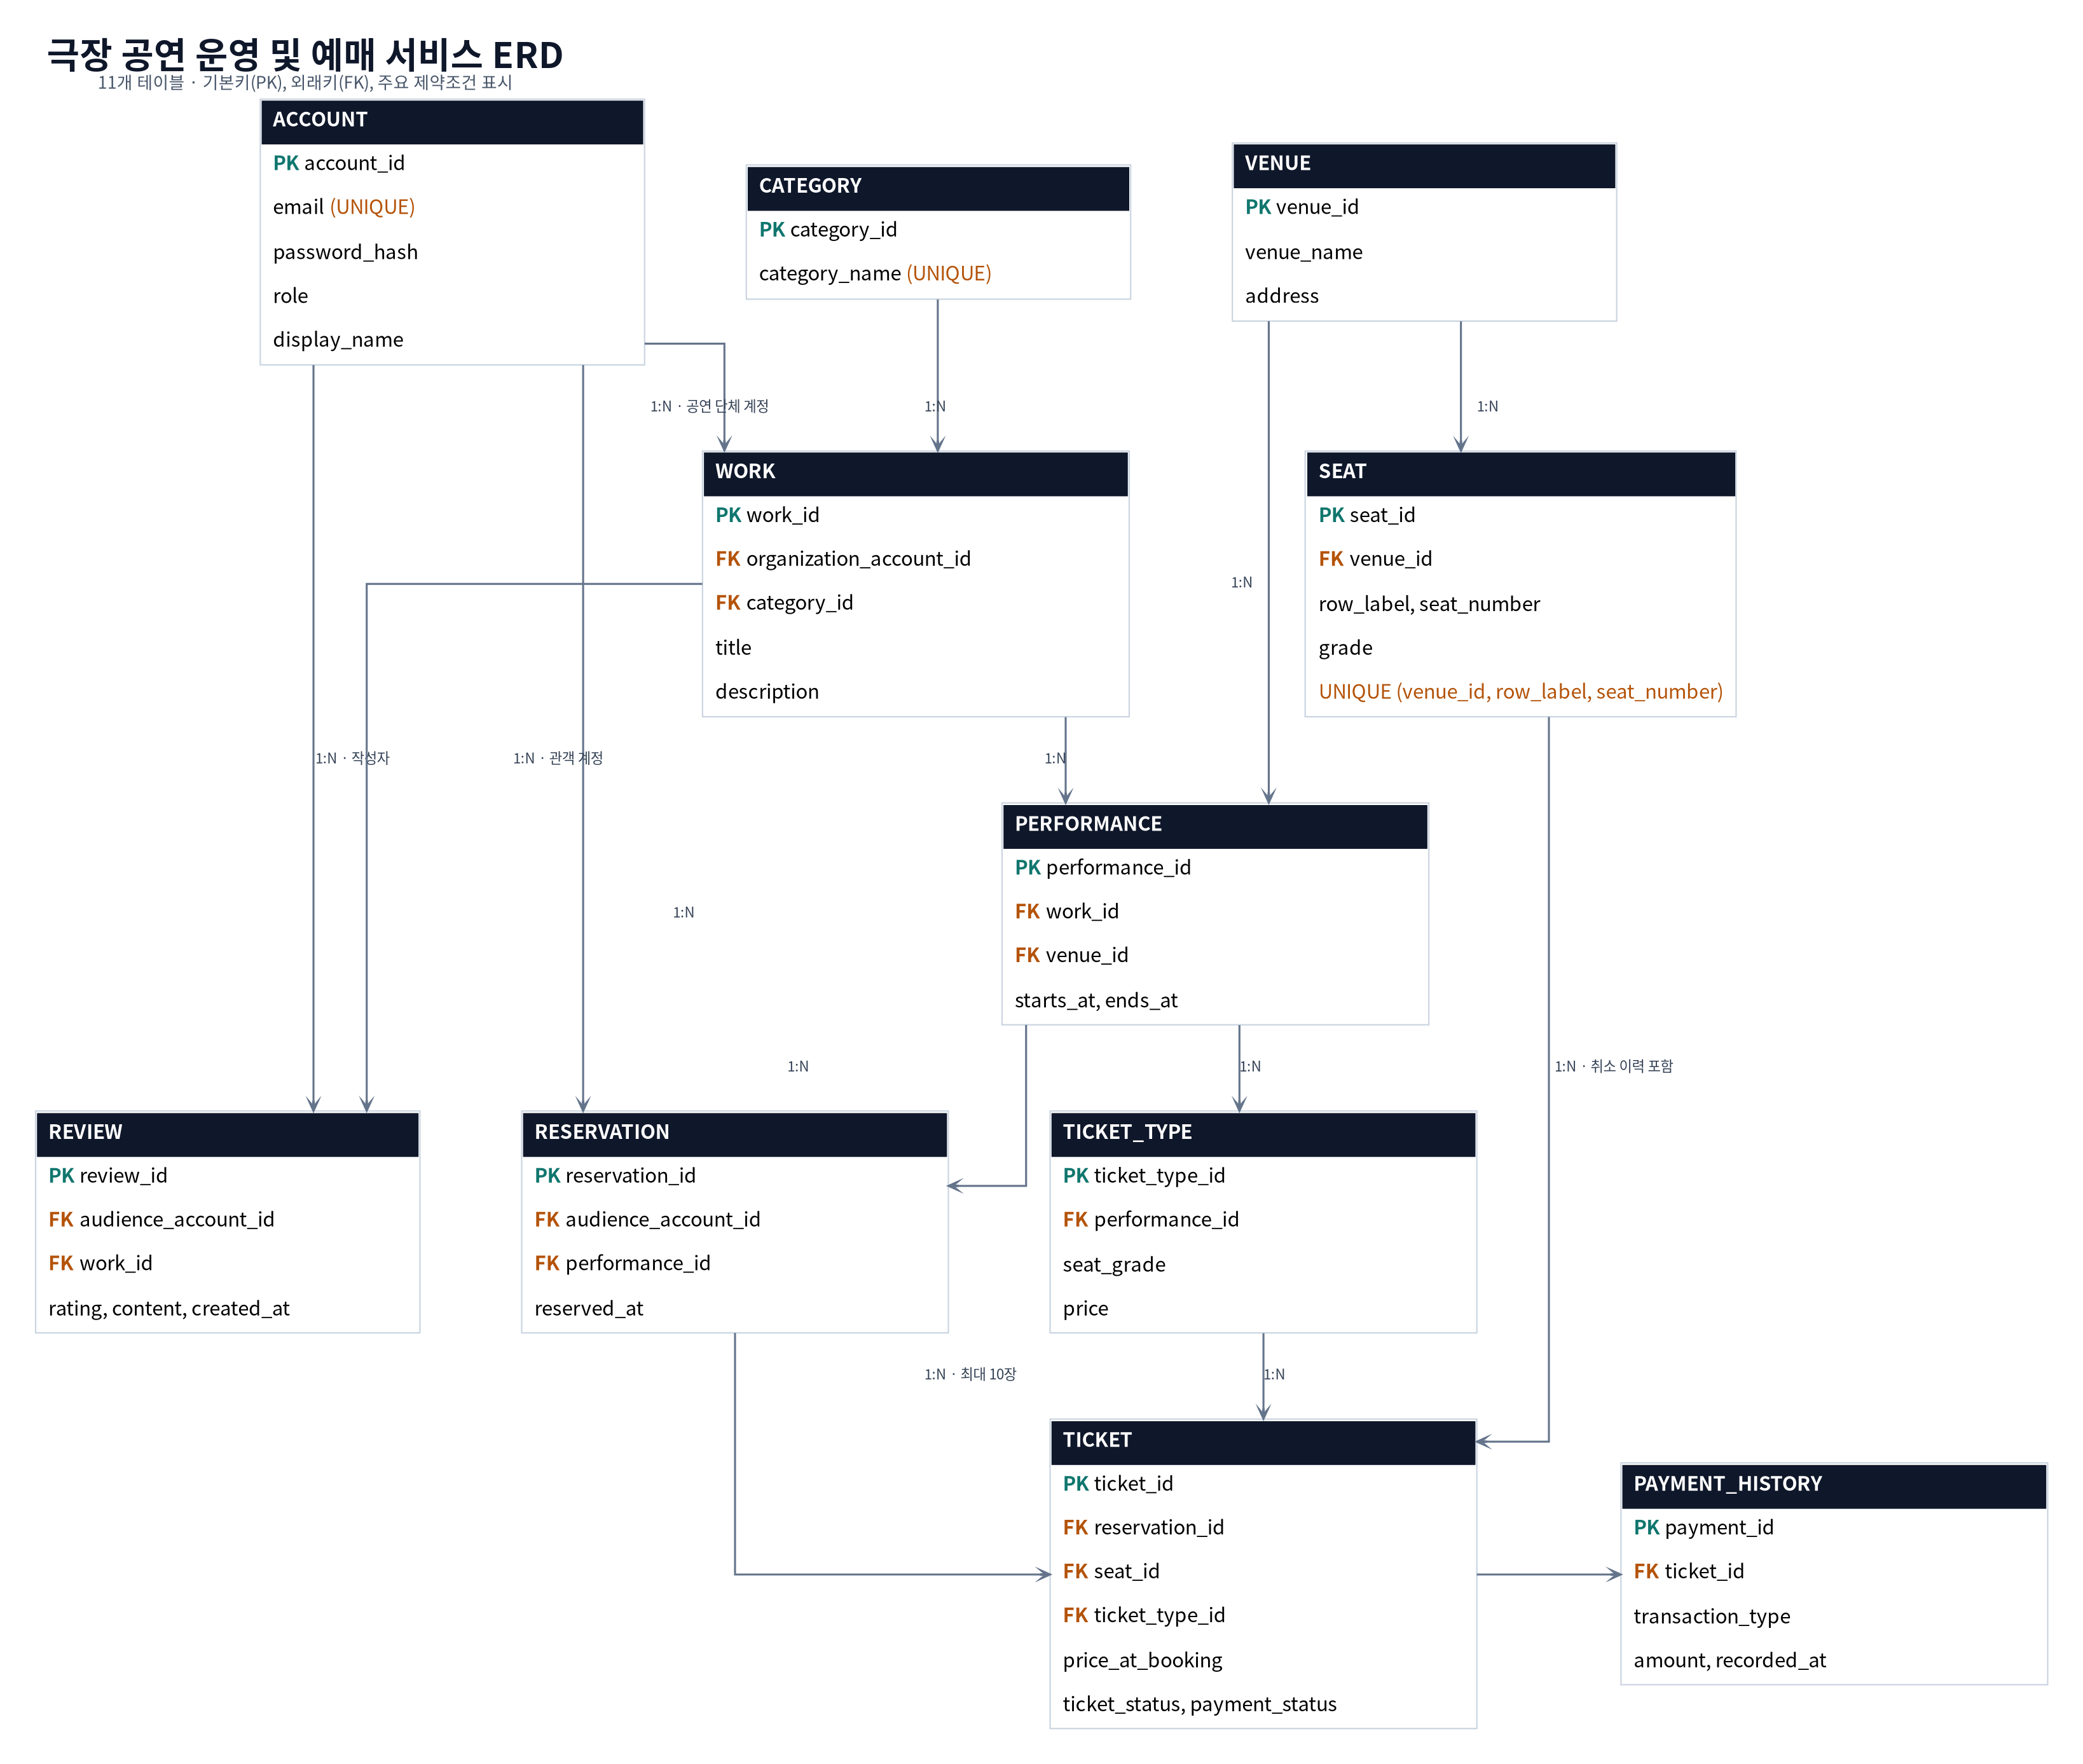 극장 공연 운영 및 예매 서비스 ERD
11개 테이블 · 기본키(PK), 외래키(FK), 주요 제약조건 표시
ACCOUNT
PK account_id
email (UNIQUE)
password_hash
role
display_name
CATEGORY
PK category_id
category_name (UNIQUE)
VENUE
PK venue_id
venue_name
address
1:N · 공연 단체 계정
1:N
1:N
WORK
PK work_id
FK organization_account_id
FK category_id
title
description
1:N
SEAT
PK seat_id
FK venue_id
row_label, seat_number
grade
UNIQUE (venue_id, row_label, seat_number)
1:N · 작성자
1:N · 관객 계정
1:N
PERFORMANCE
PK performance_id
FK work_id
FK venue_id
starts_at, ends_at
1:N
1:N
1:N
1:N · 취소 이력 포함
REVIEW
PK review_id
FK audience_account_id
FK work_id
rating, content, created_at
RESERVATION
PK reservation_id
FK audience_account_id
FK performance_id
reserved_at
TICKET_TYPE
PK ticket_type_id
FK performance_id
seat_grade
price
1:N · 최대 10장
1:N
TICKET
PK ticket_id
FK reservation_id
FK seat_id
FK ticket_type_id
price_at_booking
ticket_status, payment_status
PAYMENT_HISTORY
PK payment_id
FK ticket_id
transaction_type
amount, recorded_at